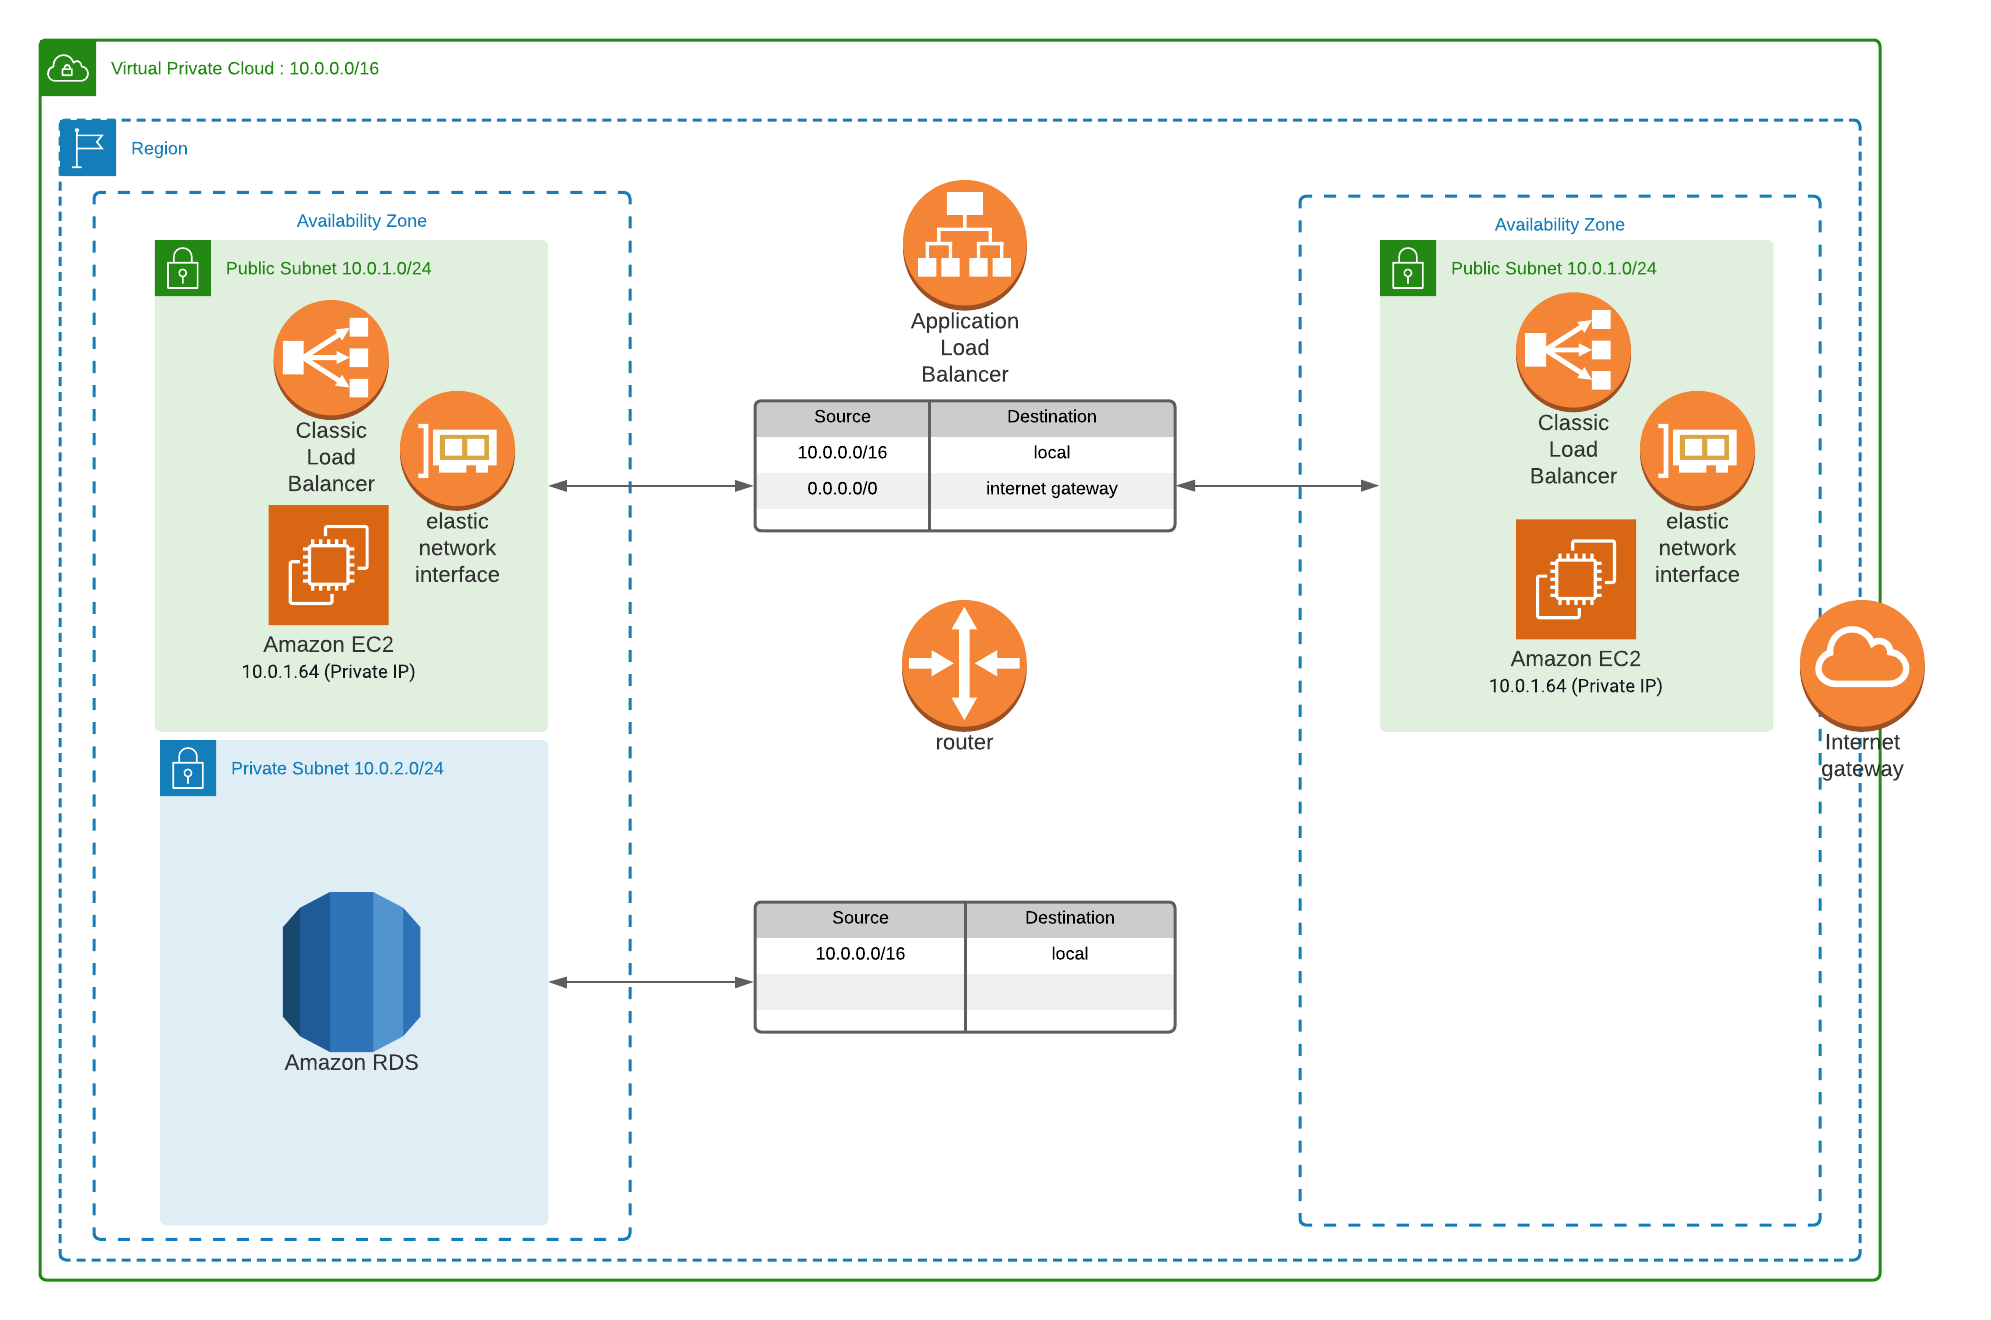 Virtual Private Cloud : 10.0.0.0/16
Region
Availability Zone
Public Subnet 10.0.1.0/24
Classic
Load
Balancer
elastic
network
interface
Amazon EC2
10.0.1.64 (Private IP)
Private Subnet 10.0.2.0/24
Amazon RDS
Application
Load
Balancer
Source Destination
10.0.0.0/16 local
0.0.0.0/0 internet gateway
router
Source Destination
10.0.0.0/16 local
Availability Zone
Public Subnet 10.0.1.0/24
Classic
Load
Balancer
elastic
network
interface
Amazon EC2
10.0.1.64 (Private IP)
Internet
gateway